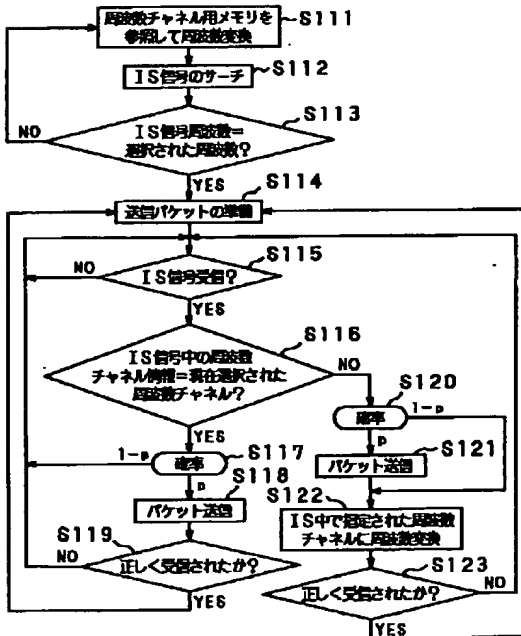 周波数チャネル用メモリを
参照して周波数変換
S111
IS信号のサーチ
S112
IS信号周波数=
選択された周波数?
S113
NO
YES
送信パケットの準備
S114
IS信号受信?
S115
NO
YES
IS信号中の周波数
チャネル情報=現在選択された
周波数チャネル?
S116
NO
YES
確率
S117
1-p
p
パケット送信
S118
正しく受信されたか?
S119
NO
YES
確率
S120
1-p
p
パケット送信
S121
IS中で指定された周波数
チャネルに周波数変換
S122
正しく受信されたか?
S123
NO
YES